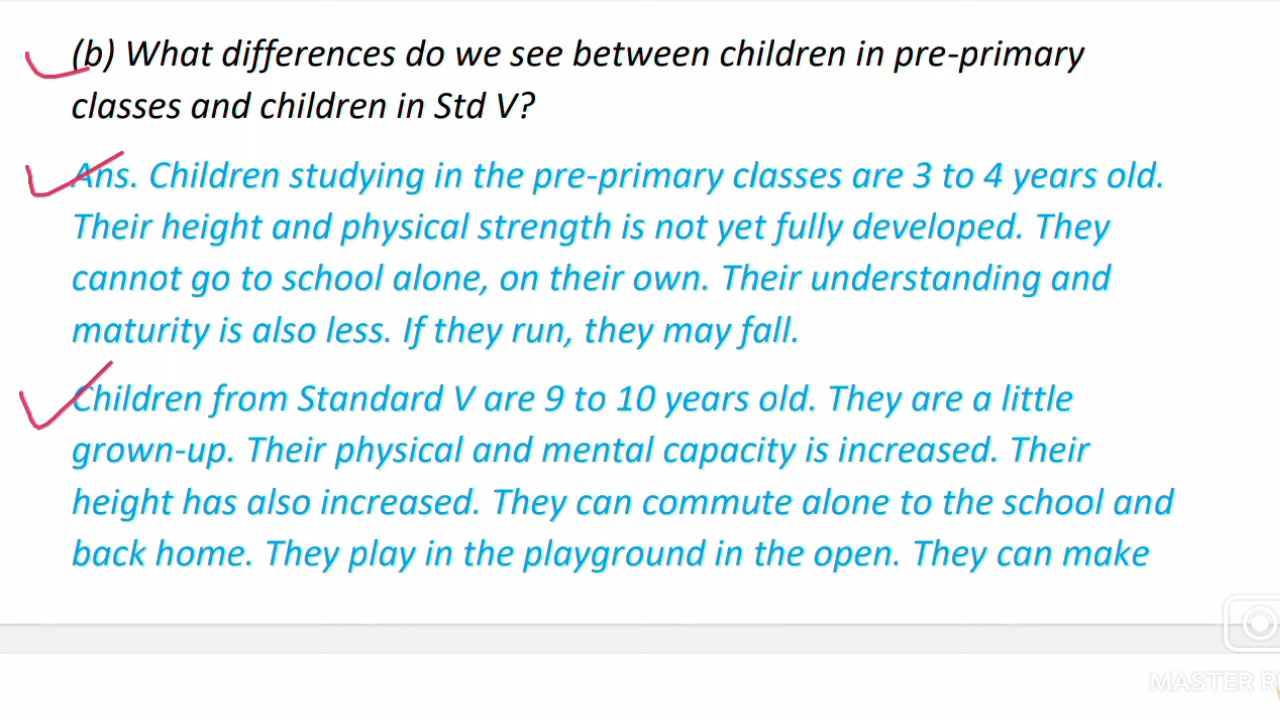 (b) What differences do we see between children in pre-primary
classes and children in Std V?
Ans. Children studying in the pre-primary classes are 3 to 4 years old.
Their height and physical strength is not yet fully developed. They
cannot go to school alone, on their own. Their understanding and
maturity is also less. If they run, they may fall.
Children from Standard V are 9 to 10 years old. They are a little
grown-up. Their physical and mental capacity is increased. Their
height has also increased. They can commute alone to the school and
back home. They play in the playground in the open. They can make
MASTER